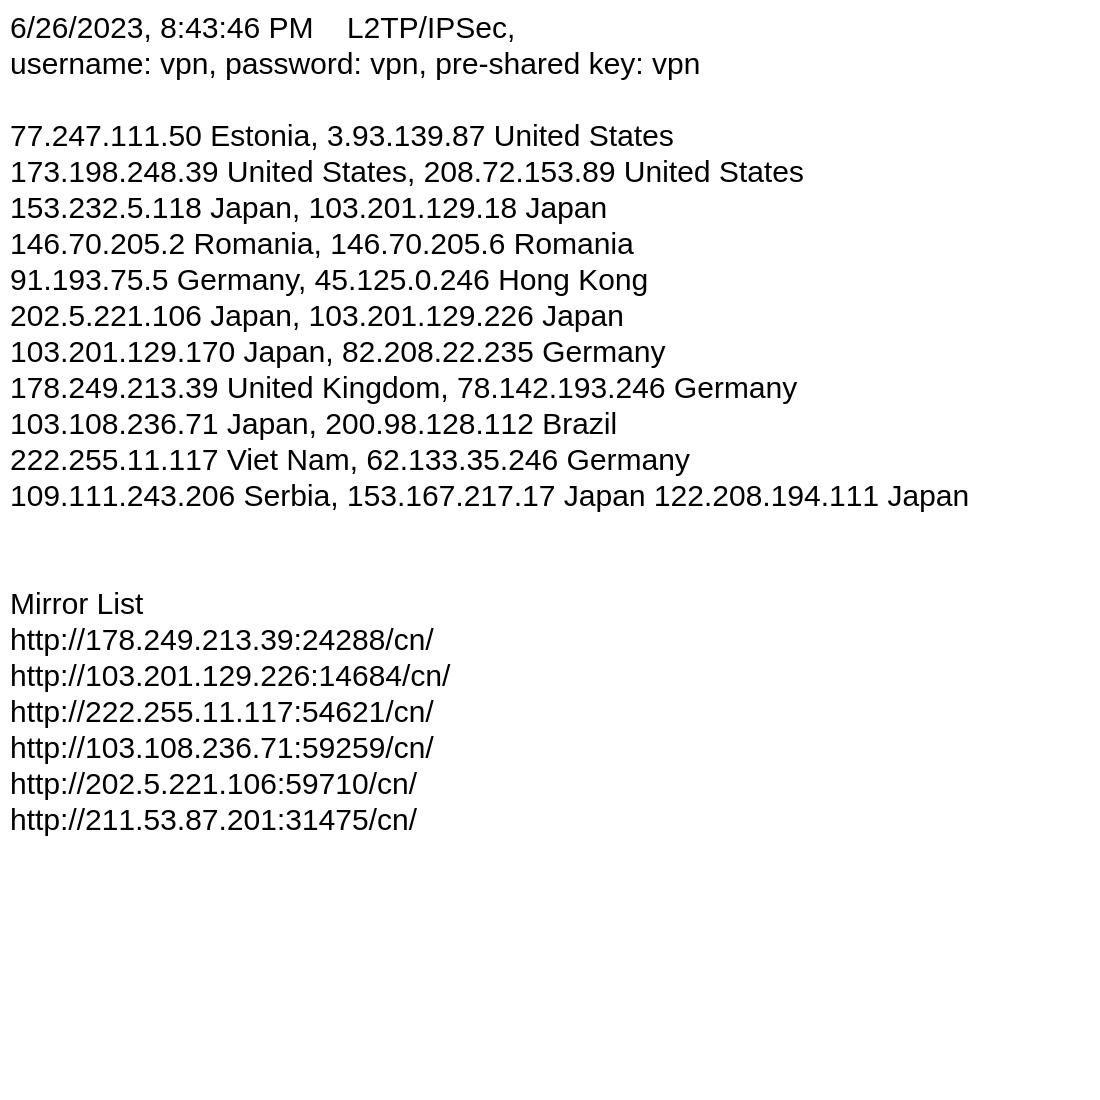 6/26/2023, 8:43:46 PM    L2TP/IPSec,
username: vpn, password: vpn, pre-shared key: vpn
77.247.111.50 Estonia, 3.93.139.87 United States
173.198.248.39 United States, 208.72.153.89 United States
153.232.5.118 Japan, 103.201.129.18 Japan
146.70.205.2 Romania, 146.70.205.6 Romania
91.193.75.5 Germany, 45.125.0.246 Hong Kong
202.5.221.106 Japan, 103.201.129.226 Japan
103.201.129.170 Japan, 82.208.22.235 Germany
178.249.213.39 United Kingdom, 78.142.193.246 Germany
103.108.236.71 Japan, 200.98.128.112 Brazil
222.255.11.117 Viet Nam, 62.133.35.246 Germany
109.111.243.206 Serbia, 153.167.217.17 Japan 122.208.194.111 Japan
Mirror List
http://178.249.213.39:24288/cn/
http://103.201.129.226:14684/cn/
http://222.255.11.117:54621/cn/
http://103.108.236.71:59259/cn/
http://202.5.221.106:59710/cn/
http://211.53.87.201:31475/cn/